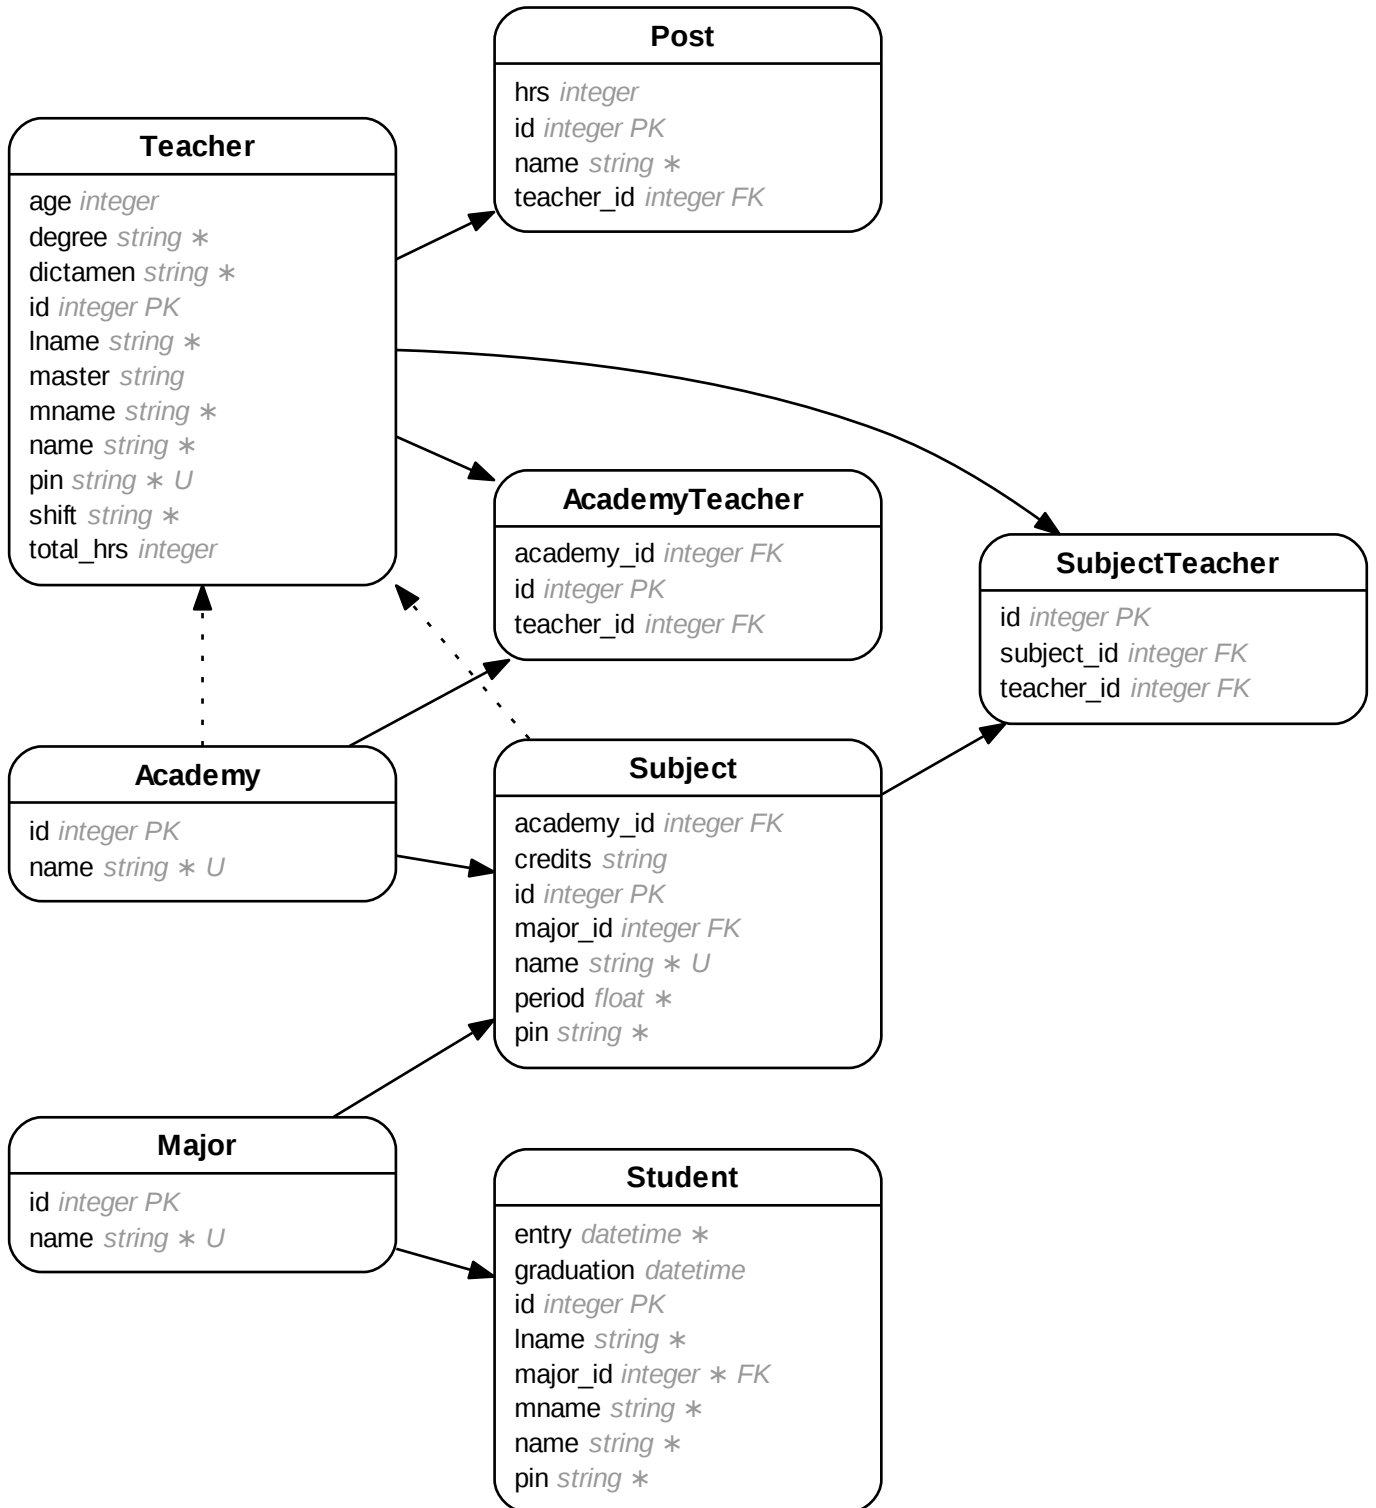 Post
hrs integer
id integer PK
name string ∗
teacher_id integer FK
Teacher
age integer
degree string ∗
dictamen string ∗
id integer PK
lname string ∗
master string
mname string ∗
name string ∗
pin string ∗ U
shift string ∗
total_hrs integer
AcademyTeacher
academy_id integer FK
id integer PK
teacher_id integer FK
SubjectTeacher
id integer PK
subject_id integer FK
teacher_id integer FK
Academy
id integer PK
name string ∗ U
Subject
academy_id integer FK
credits string
id integer PK
major_id integer FK
name string ∗ U
period float ∗
pin string ∗
Major
id integer PK
name string ∗ U
Student
entry datetime ∗
graduation datetime
id integer PK
lname string ∗
major_id integer ∗ FK
mname string ∗
name string ∗
pin string ∗